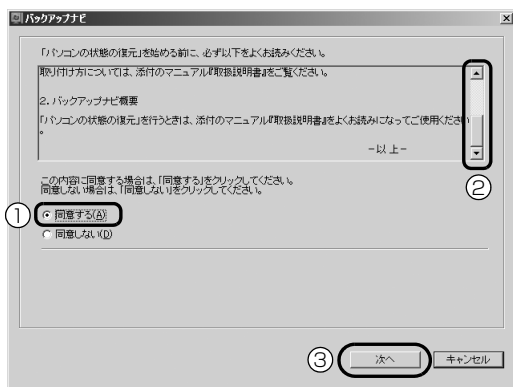 バックアップナビ
「パソコンの状態の復元」を始める前に、必ず以下をよくお読みください。
取り付け方については、添付のマニュアル『取扱説明書』をご覧ください。
2. バックアップナビ概要
「パソコンの状態の復元」を行うときは、添付のマニュアル『取扱説明書』をよくお読みになってご使用ください
。
-以上-
②
この内容に同意する場合は、「同意する」をクリックしてください。
同意しない場合は、「同意しない」をクリックしてください。
① 同意する(A)
同意しない(D)
③ 次へ キャンセル